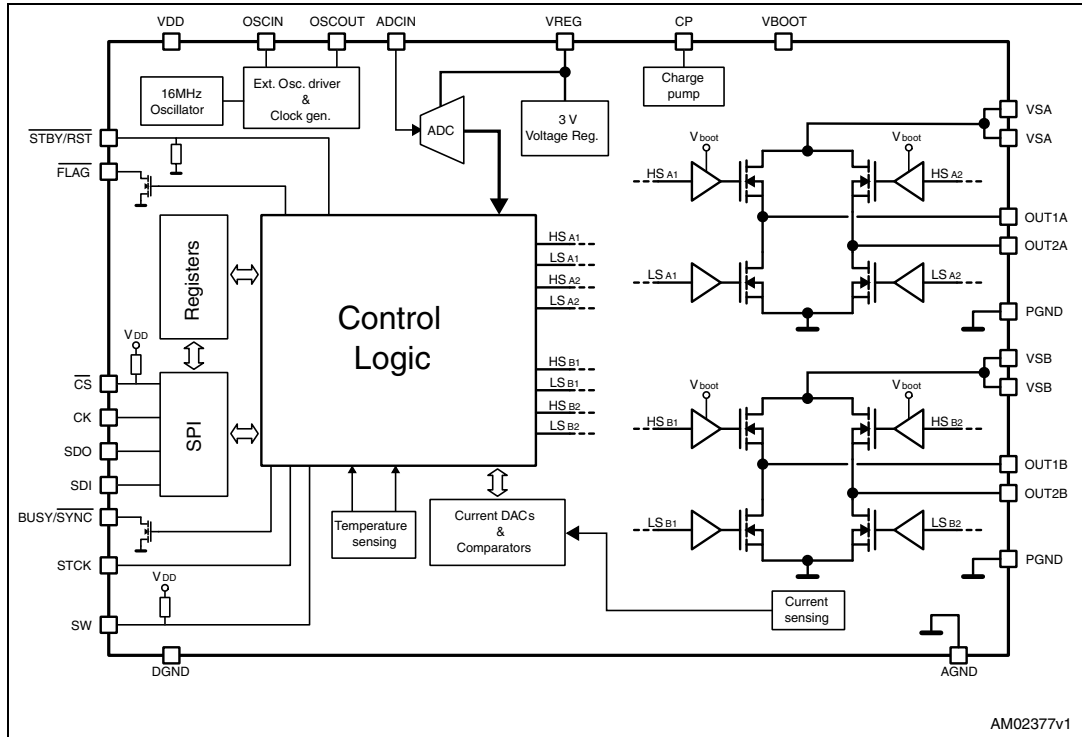 VDD
OSCIN
OSCOUT
ADCIN
VREG
CP
VBOOT
16MHz
Oscillator
Ext. Osc. driver
&
Clock gen.
ADC
3 V
Voltage Reg.
Charge
pump
STBY/RST
FLAG
Registers
VDD
CS
CK
SDO
SDI
SPI
BUSY/SYNC
STCK
VDD
SW
DGND
Control
Logic
HS A1
LS A1
HS A2
LS A2
HS B1
LS B1
HS B2
LS B2
Temperature
sensing
Current DACs
&
Comparators
Current
sensing
Vboot
Vboot
HS A1
HS A2
LS A1
LS A2
VSA
VSA
OUT1A
OUT2A
PGND
Vboot
Vboot
HS B1
HS B2
LS B1
LS B2
VSB
VSB
OUT1B
OUT2B
PGND
AGND
AM02377v1